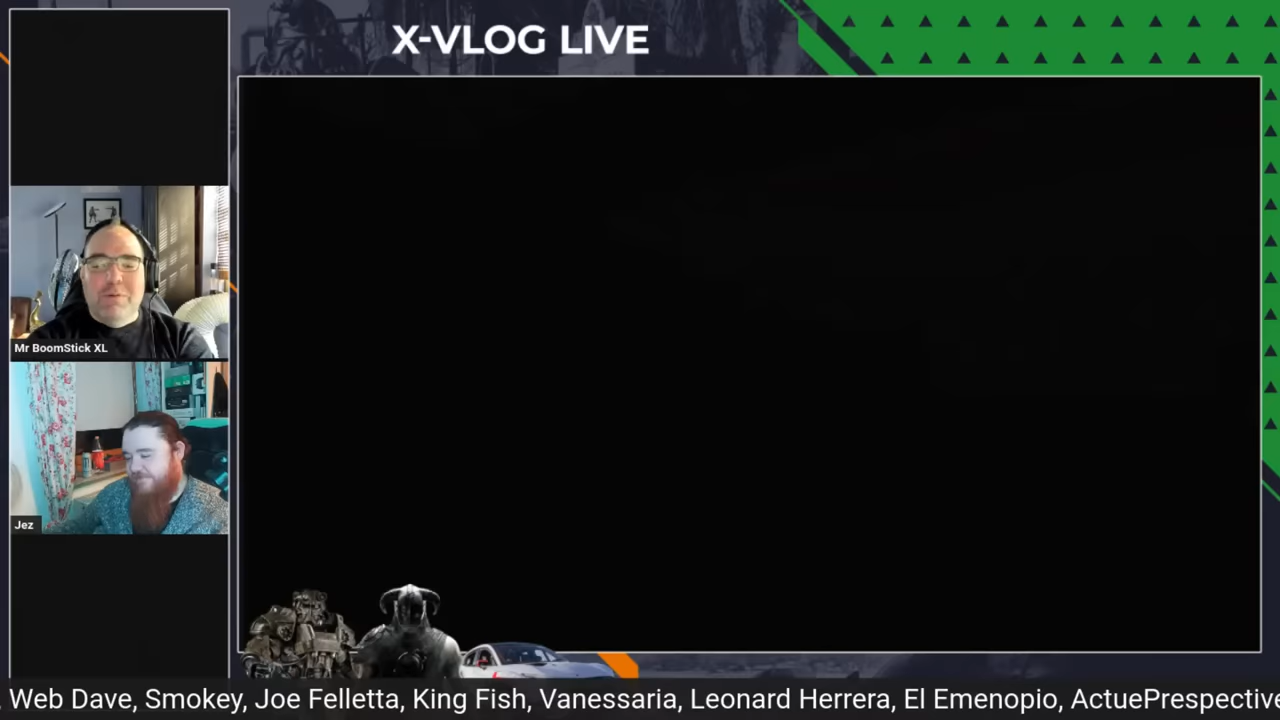 X-VLOG LIVE
Mr BoomStick XL
Jez
Web Dave, Smokey, Joe Felletta, King Fish, Vanessaria, Leonard Herrera, El Emenopio, ActuePrespective